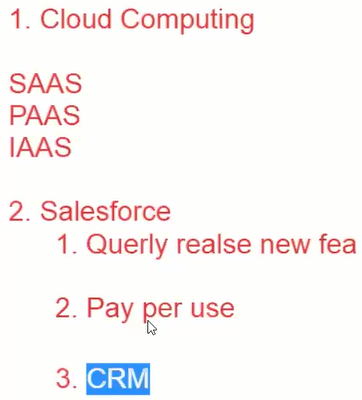 1. Cloud Computing
SAAS
PAAS
IAAS
2. Salesforce
1. Querly realse new fea
2. Pay per use
3. CRM